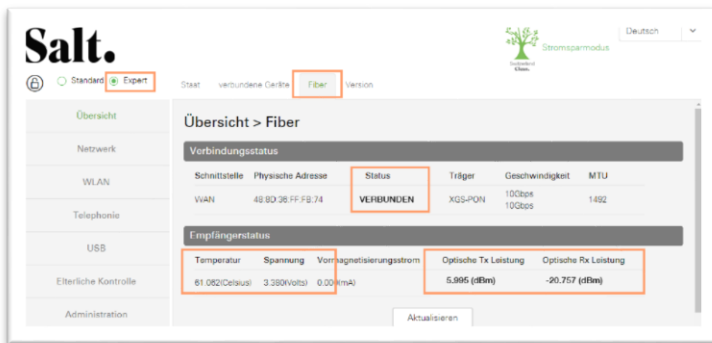 Salt.
Stromsparmodus
Deutsch
Standard Expert
Staat verbundene Geräte Fiber Version
Übersicht
Netzwerk
WLAN
Telephonie
USB
Elterliche Kontrolle
Administration
Übersicht > Fiber
Verbindungsstatus
Schnittstelle Physische Adresse Status Träger Geschwindigkeit MTU
WAN 48:8D:36:FF:FB:74 VERBUNDEN XGS-PON 10Gbps 10Gbps 1492
Empfängerstatus
Temperatur Spannung Vormagnetisierungsstrom Optische Tx Leistung Optische Rx Leistung
61.062(Celsius) 3.380(Volts) 0.000(mA) 5.995 (dBm) -20.757 (dBm)
Aktualisieren